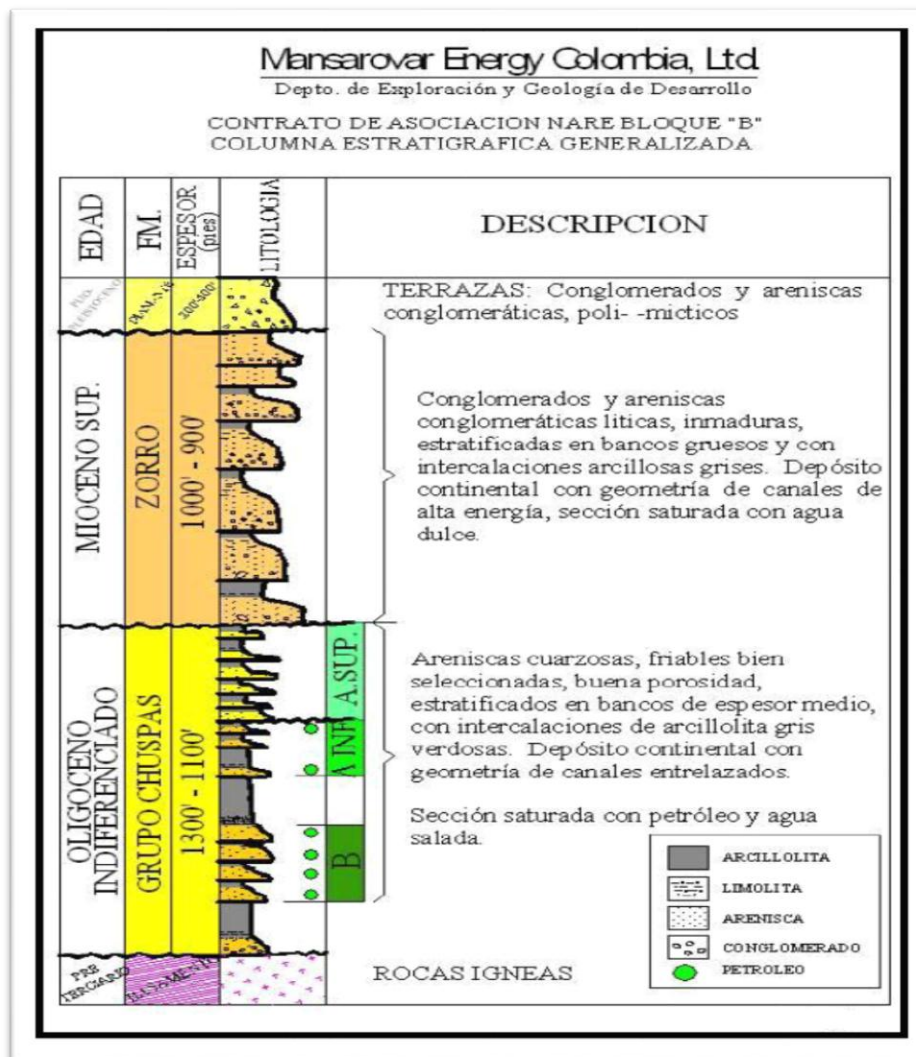 Mansarovar Energy Colombia, Ltd.
Depto. de Exploración y Geología de Desarrollo
CONTRATO DE ASOCIACION NARE BLOQUE "B"
COLUMNA ESTRATIGRAFICA GENERALIZADA
EDAD
FM.
ESPESOR
(pies)
LITOLOGIA
DESCRIPCION
TERRAZAS: Conglomerados y areniscas
conglomeráticas, poli- -micticos
MIOCENO SUP.
ZORRO
1000' - 900'
Conglomerados y areniscas
conglomeráticas líticas, inmaduras,
estratificadas en bancos gruesos y con
intercalaciones arcillosas grises. Depósito
continental con geometría de canales de
alta energía, sección saturada con agua
dulce.
OLIGOCENO
INDIFERENCIADO
GRUPO CHUSPAS
1300' - 1100'
A.SUP.
A INF
B
Areniscas cuarzosas, friables bien
seleccionadas, buena porosidad,
estratificados en bancos de espesor medio,
con intercalaciones de arcillolita gris
verdosas. Depósito continental con
geometría de canales entrelazados.
Sección saturada con petróleo y agua
salada.
ARCILLOLITA
LIMOLITA
ARENISCA
CONGLOMERADO
PETROLEO
PRE
TERCIARIO
BASAMENTO
ROCAS IGNEAS